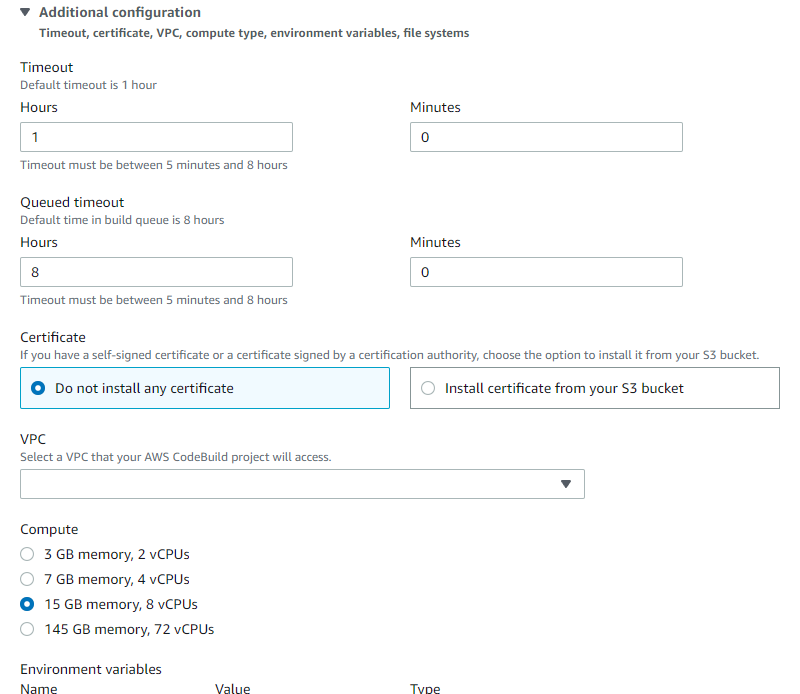 Additional configuration
Timeout, certificate, VPC, compute type, environment variables, file systems
Timeout
Default timeout is 1 hour
Hours
Minutes
1
0
Timeout must be between 5 minutes and 8 hours
Queued timeout
Default time in build queue is 8 hours
Hours
Minutes
8
0
Timeout must be between 5 minutes and 8 hours
Certificate
If you have a self-signed certificate or a certificate signed by a certification authority, choose the option to install it from your S3 bucket.
Do not install any certificate
Install certificate from your S3 bucket
VPC
Select a VPC that your AWS CodeBuild project will access.
Compute
3 GB memory, 2 vCPUs
7 GB memory, 4 vCPUs
15 GB memory, 8 vCPUs
145 GB memory, 72 vCPUs
Environment variables
Name Value Type